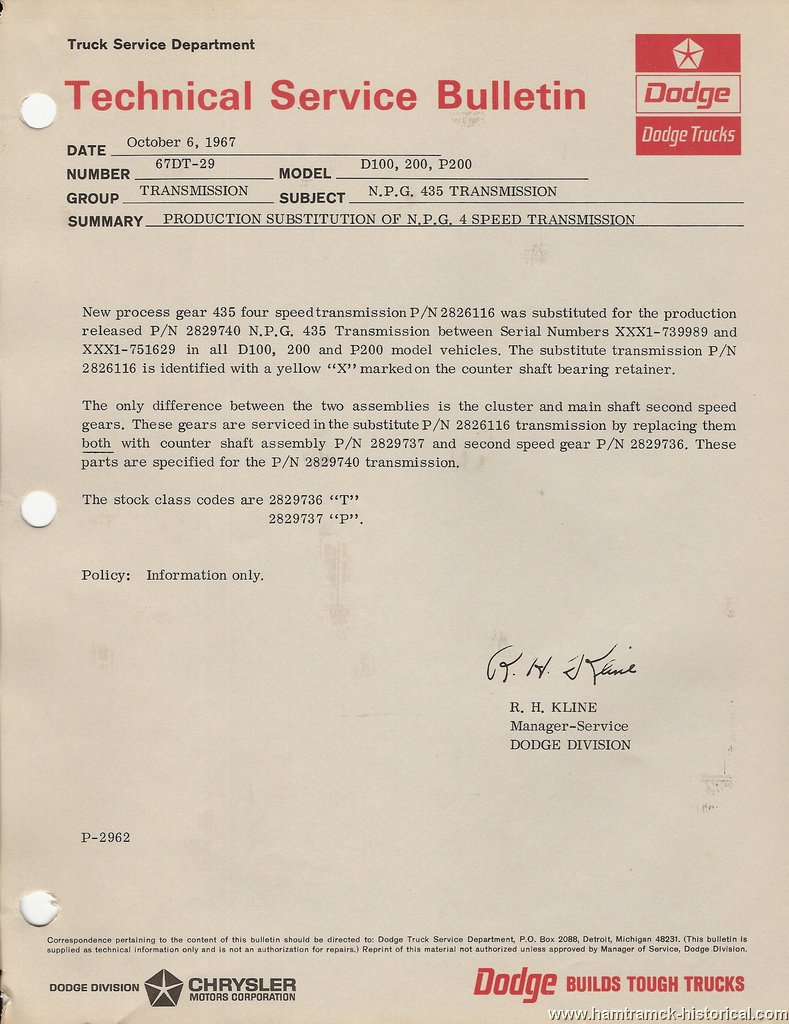 Truck Service Department
Technical Service Bulletin
Dodge
Dodge Trucks
DATE October 6, 1967
NUMBER 67DT-29 MODEL D100, 200, P200
GROUP TRANSMISSION SUBJECT N.P.G. 435 TRANSMISSION
SUMMARY PRODUCTION SUBSTITUTION OF N.P.G. 4 SPEED TRANSMISSION
New process gear 435 four speed transmission P/N 2826116 was substituted for the production
released P/N 2829740 N.P.G. 435 Transmission between Serial Numbers XXX1-739989 and
XXX1-751629 in all D100, 200 and P200 model vehicles. The substitute transmission P/N
2826116 is identified with a yellow "X" marked on the counter shaft bearing retainer.
The only difference between the two assemblies is the cluster and main shaft second speed
gears. These gears are serviced in the substitute P/N 2826116 transmission by replacing them
both with counter shaft assembly P/N 2829737 and second speed gear P/N 2829736. These
parts are specified for the P/N 2829740 transmission.
The stock class codes are 2829736 "T"
2829737 "P".
Policy: Information only.
R. H. Kline
R. H. KLINE
Manager-Service
DODGE DIVISION
P-2962
Correspondence pertaining to the content of this bulletin should be directed to: Dodge Truck Service Department, P.O. Box 2088, Detroit, Michigan 48231. (This bulletin is
supplied as technical information only and is not an authorization for repairs.) Reprint of this material not authorized unless approved by Manager of Service, Dodge Division.
DODGE DIVISION CHRYSLER
MOTORS CORPORATION
Dodge BUILDS TOUGH TRUCKS
www.hamtramck-historical.com